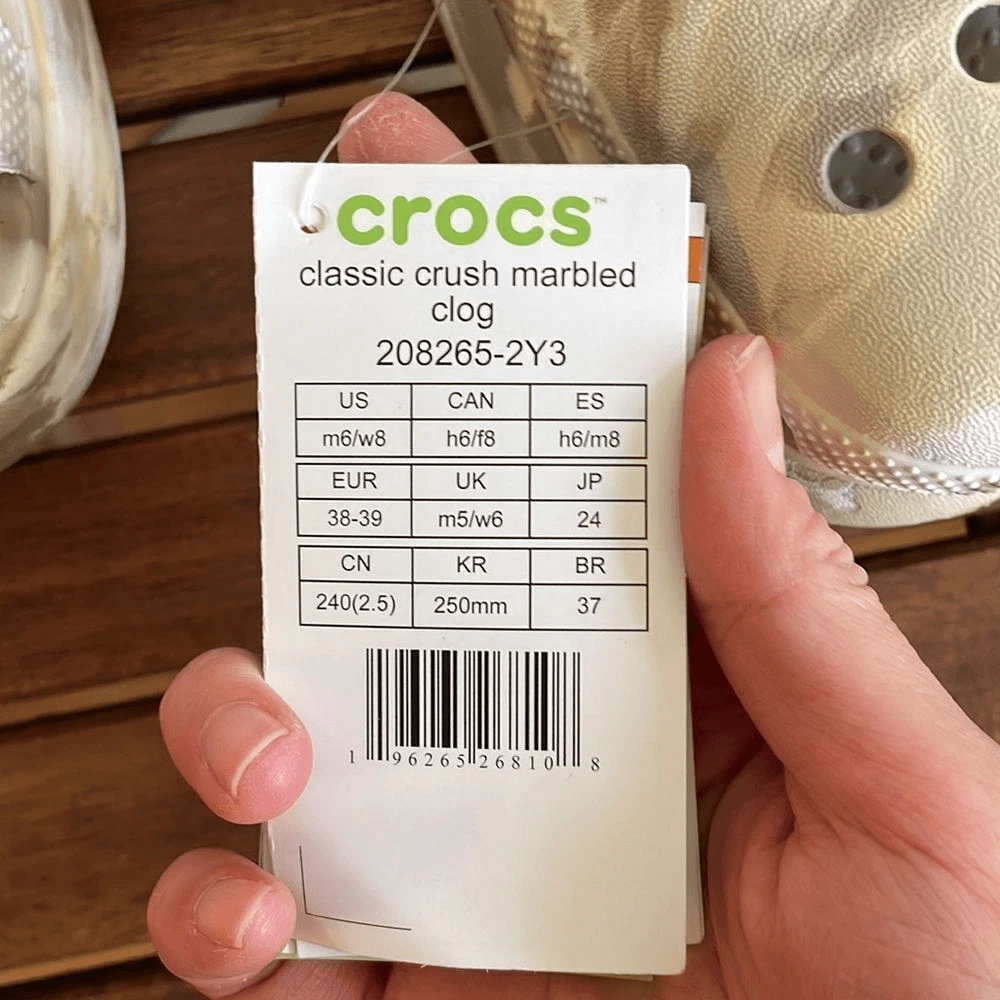 crocs™
classic crush marbled
clog
208265-2Y3
US CAN ES
m6/w8 h6/f8 h6/m8
EUR UK JP
38-39 m5/w6 24
CN KR BR
240(2.5) 250mm 37
1 96265 26810 8